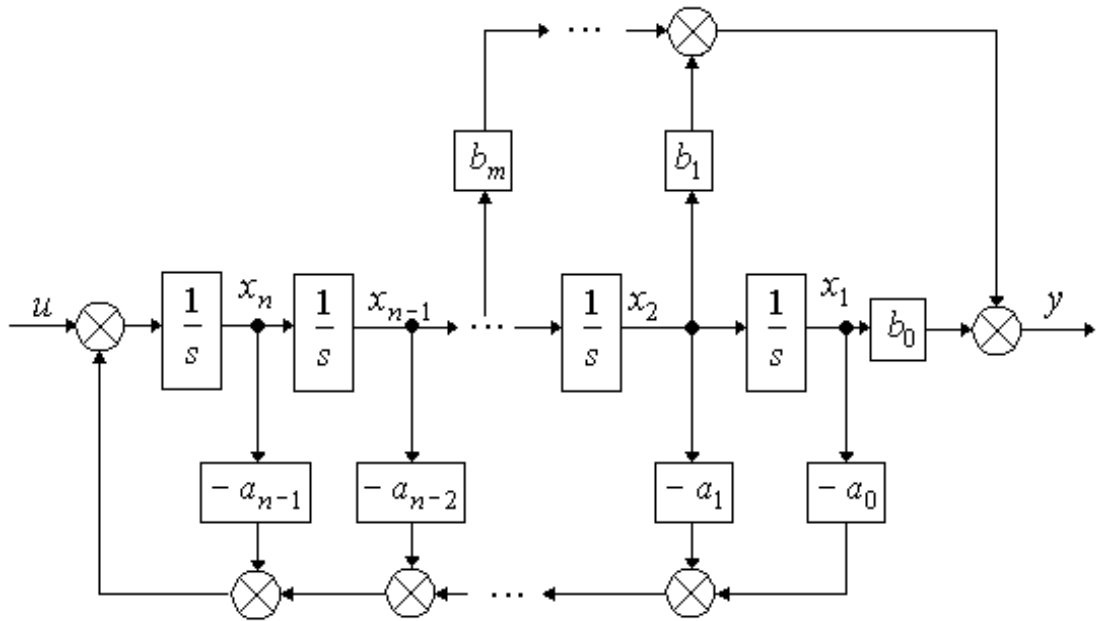 ...
b_m
b_1
u
1/s
x_n
1/s
x_{n-1}
...
1/s
x_2
1/s
x_1
b_0
y
- a_{n-1}
- a_{n-2}
- a_1
- a_0
...